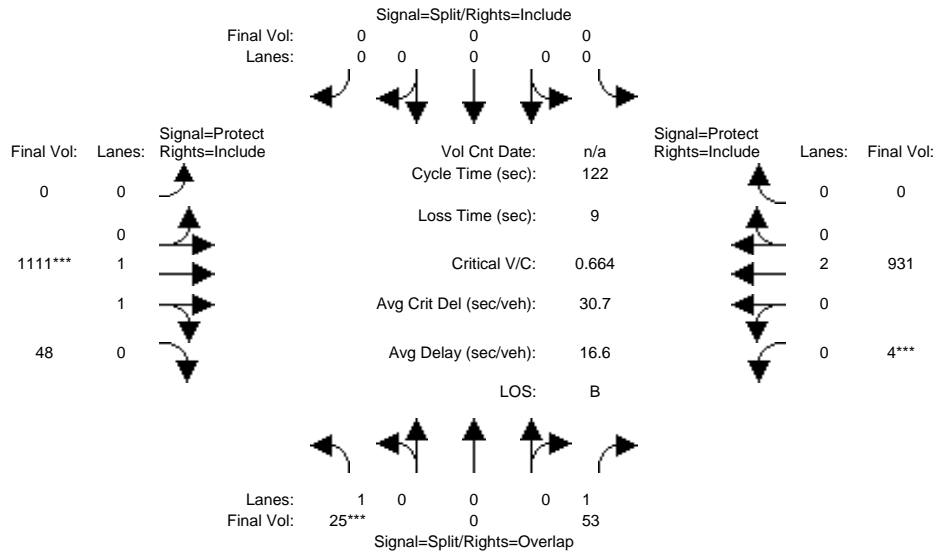 Signal=Split/Rights=Include
Final Vol: 0 0 0
Lanes: 0 0 0 0 0
Signal=Protect Signal=Protect
Final Vol: Lanes: Rights=Include Vol Cnt Date: n/a Rights=Include Lanes: Final Vol:
Cycle Time (sec): 122
0 0 0 0
Loss Time (sec): 9
0 0
1111*** 1 Critical V/C: 0.664 2 931
1 Avg Crit Del (sec/veh): 30.7 0
48 0 Avg Delay (sec/veh): 16.6 0 4***
LOS: B
Lanes: 1 0 0 0 1
Final Vol: 25*** 0 53
Signal=Split/Rights=Overlap